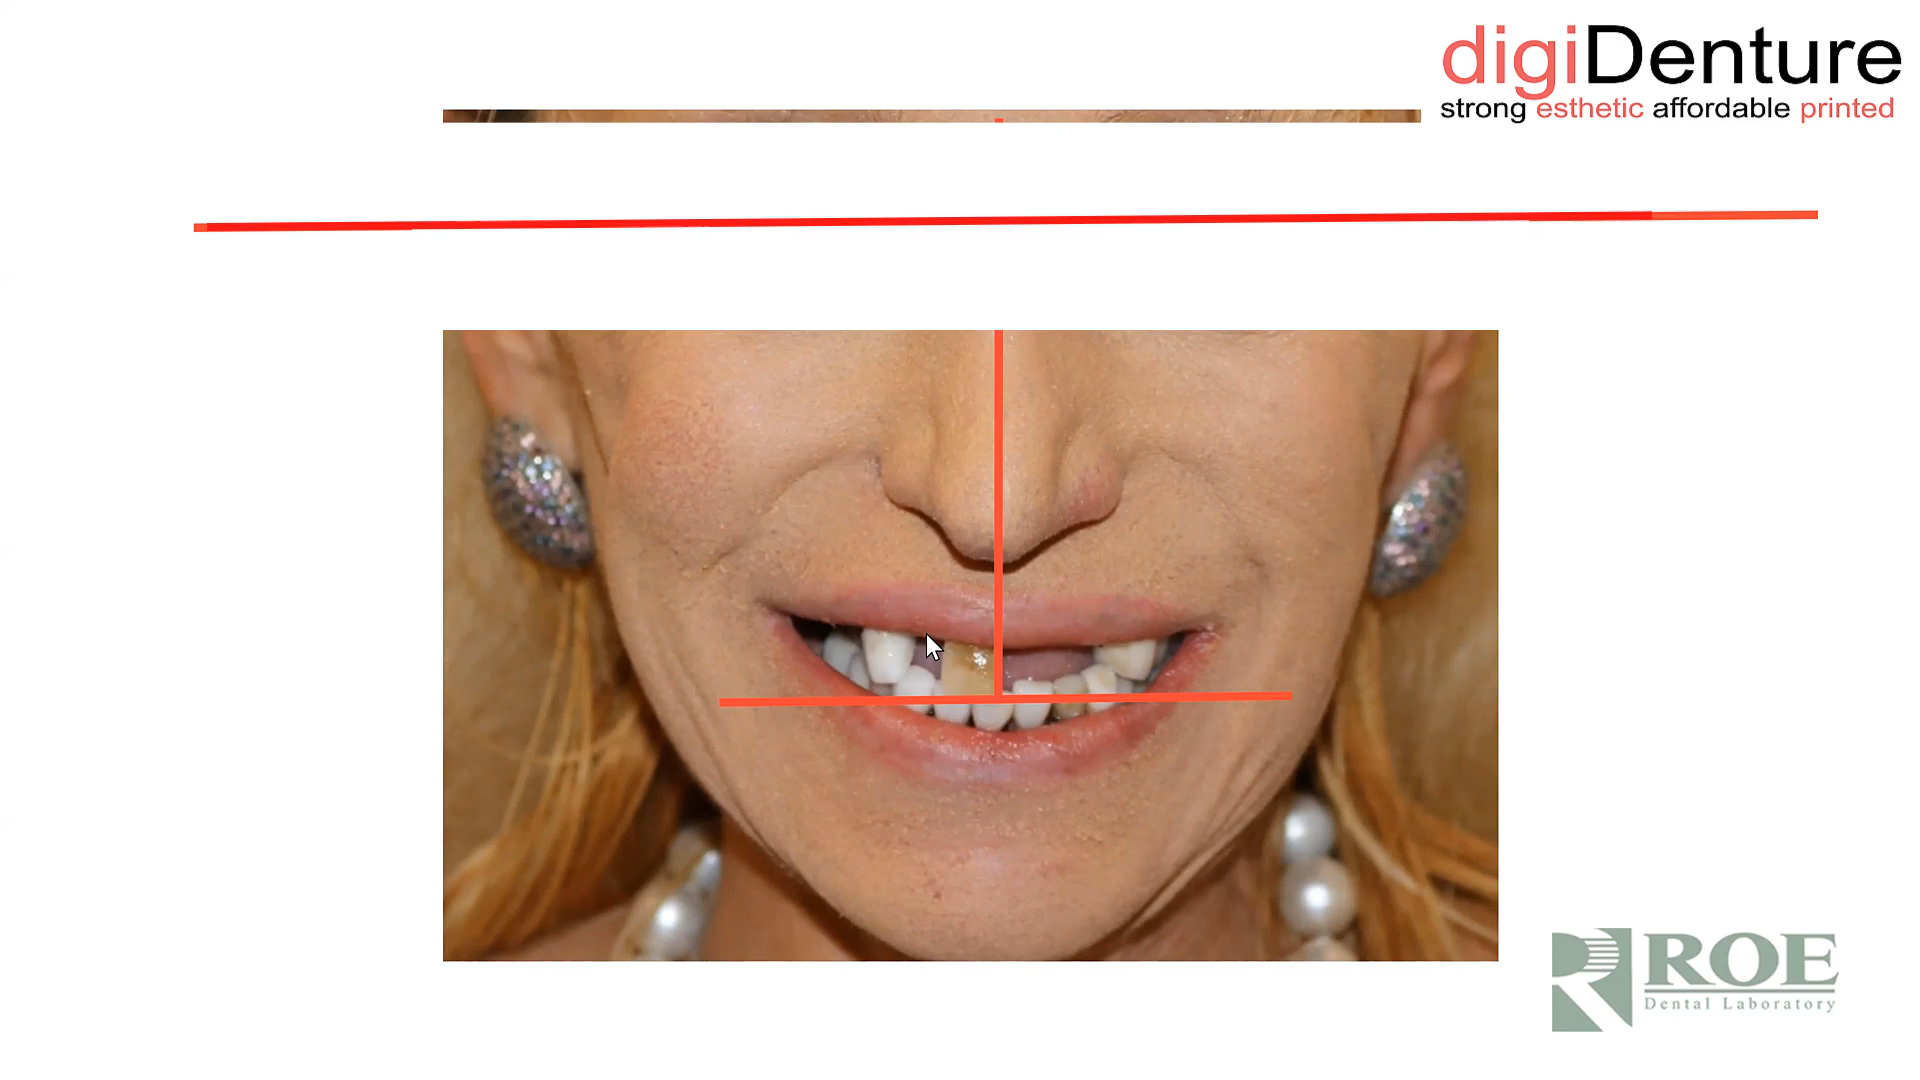 digiDenture
strong esthetic affordable printed
ROE
Dental Laboratory